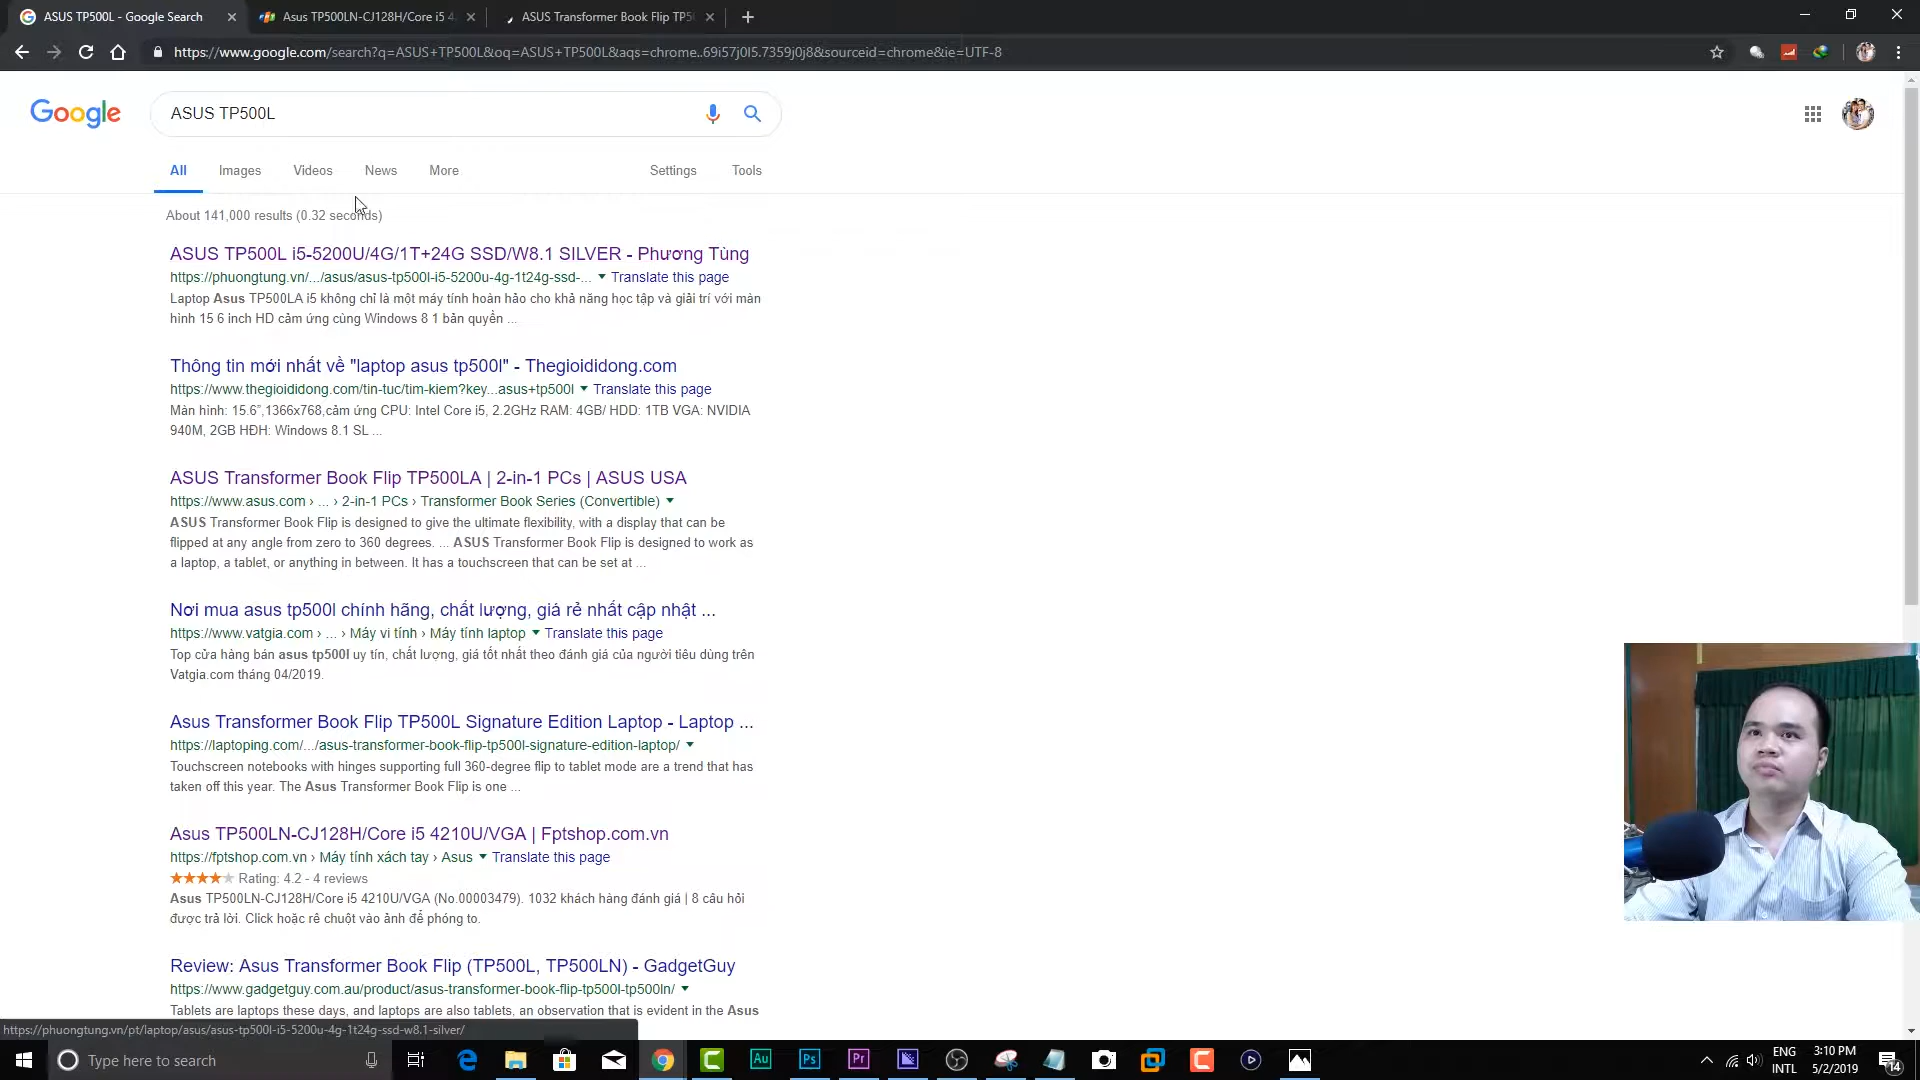 ASUS TP500L - Google Search
Asus TP500LN-CJ128H/Core i5 4
ASUS Transformer Book Flip TP5
https://www.google.com/search?q=ASUS+TP500L&oq=ASUS+TP500L&aqs=chrome..69i57j0l5.7359j0j8&sourceid=chrome&ie=UTF-8
Google
ASUS TP500L
All Images Videos News More Settings Tools
About 141,000 results (0.32 seconds)
ASUS TP500L i5-5200U/4G/1T+24G SSD/W8.1 SILVER - Phương Tùng
https://phuongtung.vn/.../asus/asus-tp500l-i5-5200u-4g-1t24g-ssd-... Translate this page
Laptop Asus TP500LA i5 không chỉ là một máy tính hoàn hảo cho khả năng học tập và giải trí với màn
hình 15 6 inch HD cảm ứng cùng Windows 8 1 bản quyền ...
Thông tin mới nhất về "laptop asus tp500l" - Thegioididong.com
https://www.thegioididong.com/tin-tuc/tim-kiem?key...asus+tp500l Translate this page
Màn hình: 15.6”,1366x768,cảm ứng CPU: Intel Core i5, 2.2GHz RAM: 4GB/ HDD: 1TB VGA: NVIDIA
940M, 2GB HĐH: Windows 8.1 SL ...
ASUS Transformer Book Flip TP500LA | 2-in-1 PCs | ASUS USA
https://www.asus.com › ... › 2-in-1 PCs › Transformer Book Series (Convertible)
ASUS Transformer Book Flip is designed to give the ultimate flexibility, with a display that can be
flipped at any angle from zero to 360 degrees. ... ASUS Transformer Book Flip is designed to work as
a laptop, a tablet, or anything in between. It has a touchscreen that can be set at ...
Nơi mua asus tp500l chính hãng, chất lượng, giá rẻ nhất cập nhật ...
https://www.vatgia.com › ... › Máy vi tính › Máy tính laptop Translate this page
Top cửa hàng bán asus tp500l uy tín, chất lượng, giá tốt nhất theo đánh giá của người tiêu dùng trên
Vatgia.com tháng 04/2019.
Asus Transformer Book Flip TP500L Signature Edition Laptop - Laptop ...
https://laptoping.com/.../asus-transformer-book-flip-tp500l-signature-edition-laptop/
Touchscreen notebooks with hinges supporting full 360-degree flip to tablet mode are a trend that has
taken off this year. The Asus Transformer Book Flip is one ...
Asus TP500LN-CJ128H/Core i5 4210U/VGA | Fptshop.com.vn
https://fptshop.com.vn › Máy tính xách tay › Asus Translate this page
Rating: 4.2 - 4 reviews
Asus TP500LN-CJ128H/Core i5 4210U/VGA (No.00003479). 1032 khách hàng đánh giá | 8 câu hỏi
được trả lời. Click hoặc rê chuột vào ảnh để phóng to.
Review: Asus Transformer Book Flip (TP500L, TP500LN) - GadgetGuy
https://www.gadgetguy.com.au/product/asus-transformer-book-flip-tp500l-tp500ln/
Tablets are laptops these days, and laptops are also tablets, an observation that is evident in the Asus
https://phuongtung.vn/pt/laptop/asus/asus-tp500l-i5-5200u-4g-1t24g-ssd-w8.1-silver/
Type here to search
Au Ps Pr
ENG
INTL
3:10 PM
5/2/2019
14